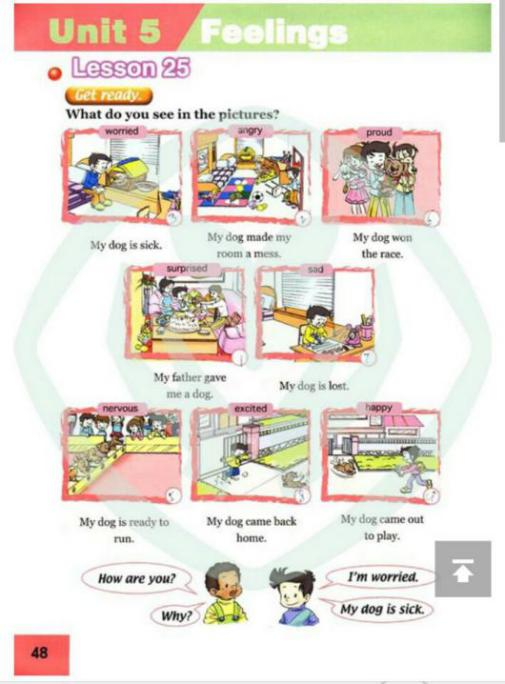 Unit 5 Feelings
Lesson 25
Get ready.
What do you see in the pictures?
worried
angry
proud
My dog is sick.
My dog made my
room a mess.
My dog won
the race.
surprised
sad
My father gave
me a dog.
My dog is lost.
nervous
excited
happy
My dog is ready to
run.
My dog came back
home.
My dog came out
to play.
How are you?
I'm worried.
Why?
My dog is sick.
48